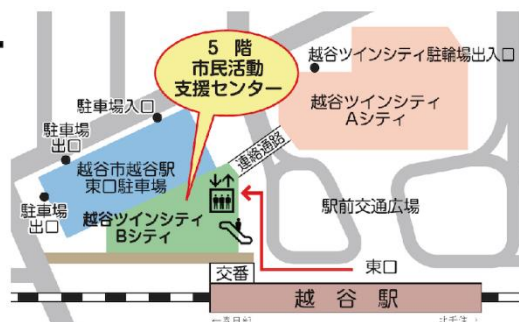 5 階
市民活動
支援センター
越谷ツインシティ駐輪場出入口
越谷ツインシティ
Aシティ
駐車場入口
駐車場
出口
越谷市越谷駅
東口駐車場
連絡通路
駐車場
出口
越谷ツインシティ
Bシティ
駅前交通広場
交番
東口
越谷駅